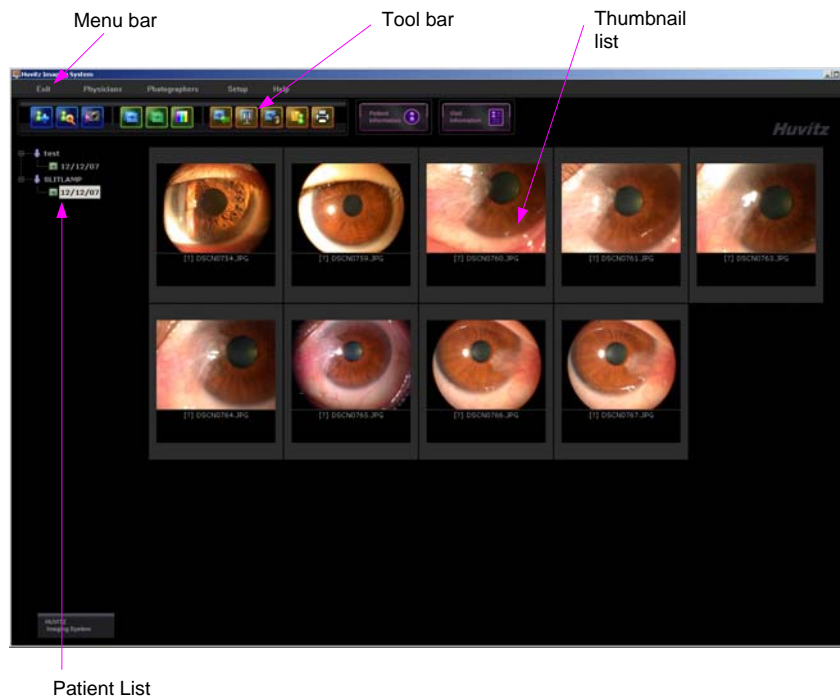 Menu bar
Tool bar
Thumbnail
list
Huvitz Imaging System
Exit Physicians Photographers Setup Help
Patient
Information
Visit
Information
Huvitz
test
12/12/07
SLITLAMP
12/12/07
[?] DSCN0754.JPG
[?] DSCN0759.JPG
[?] DSCN0760.JPG
[?] DSCN0761.JPG
[?] DSCN0763.JPG
[?] DSCN0764.JPG
[?] DSCN0765.JPG
[?] DSCN0766.JPG
[?] DSCN0767.JPG
HUVITZ
Imaging System
Patient List